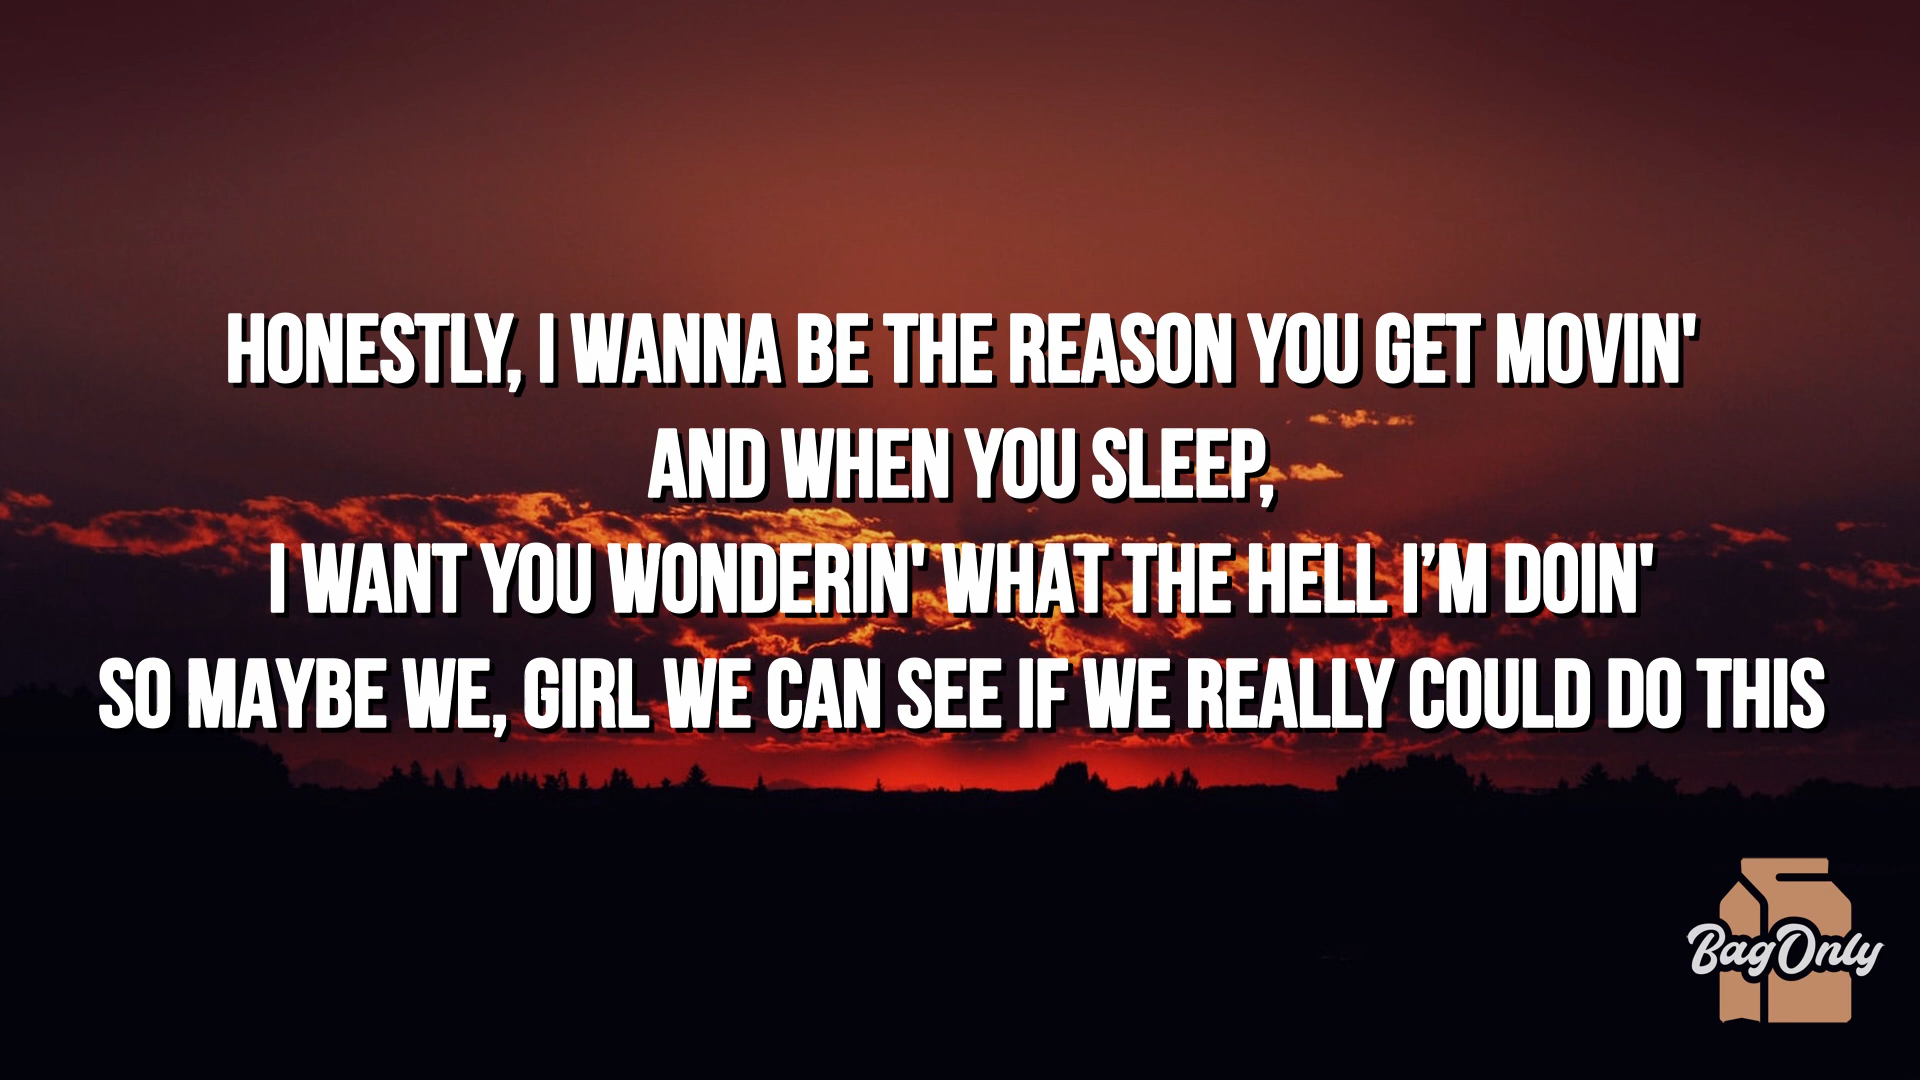 HONESTLY, I WANNA BE THE REASON YOU GET MOVIN'
AND WHEN YOU SLEEP,
I WANT YOU WONDERIN' WHAT THE HELL I’M DOIN'
SO MAYBE WE, GIRL WE CAN SEE IF WE REALLY COULD DO THIS
BagOnly